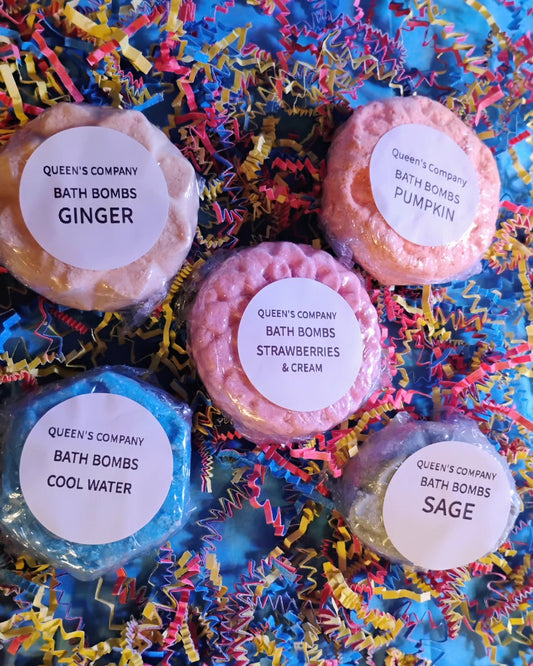 QUEEN'S COMPANY
BATH BOMBS
GINGER
Queen's Company
BATH BOMBS
PUMPKIN
QUEEN'S COMPANY
BATH BOMBS
STRAWBERRIES
& CREAM
QUEEN'S COMPANY
BATH BOMBS
COOL WATER
QUEEN'S COMPANY
BATH BOMBS
SAGE